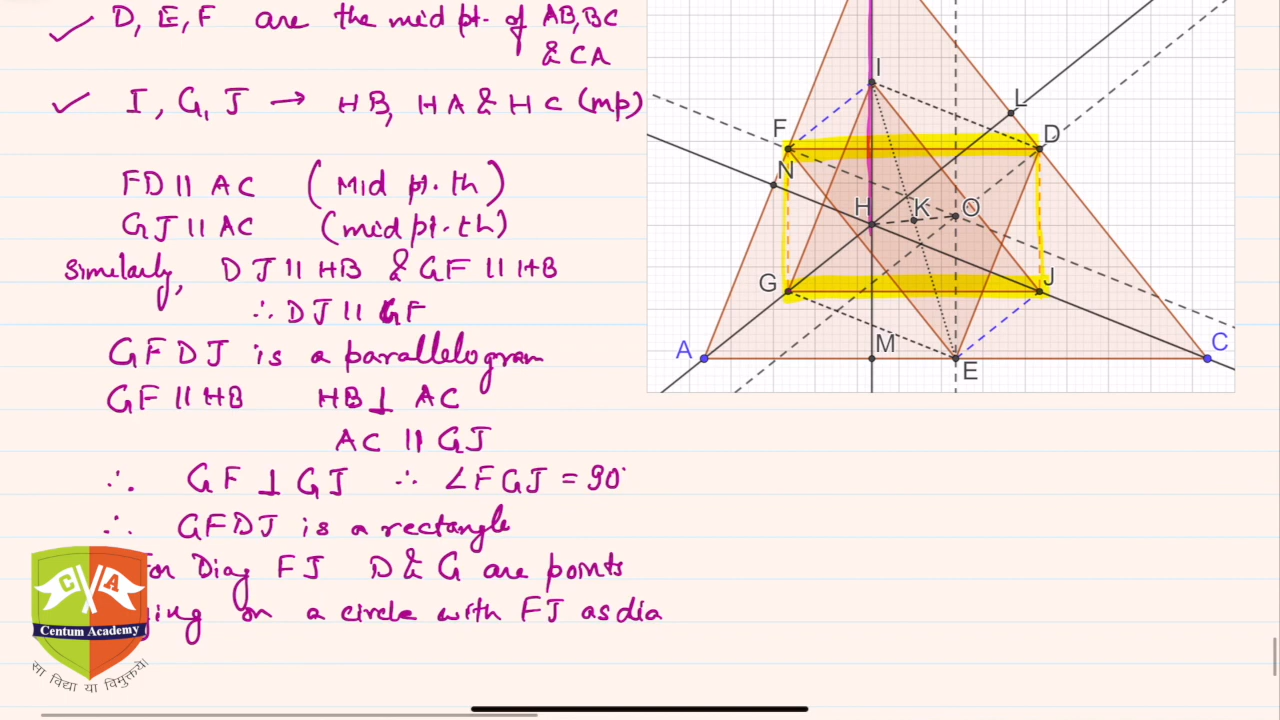 D, E, F are the mid pt. of AB, BC
& CA
I, G, J → HB, HA & HC (mp)
FD || AC (Mid pt. th)
GJ || AC (mid pt. th)
Similarly, DJ || HB & GF || HB
∴ DJ || GF
GFDJ is a parallelogram
GF || HB HB ⊥ AC
AC || GJ
∴ GF ⊥ GJ ∴ ∠FGJ = 90°
∴ GFDJ is a rectangle
For Diag FJ D & G are points
ying on a circle with FJ as dia
I
L
F
D
N
H
K
O
G
J
A
M
E
C
C A
Centum Academy
सा विद्या या विमुक्तये।